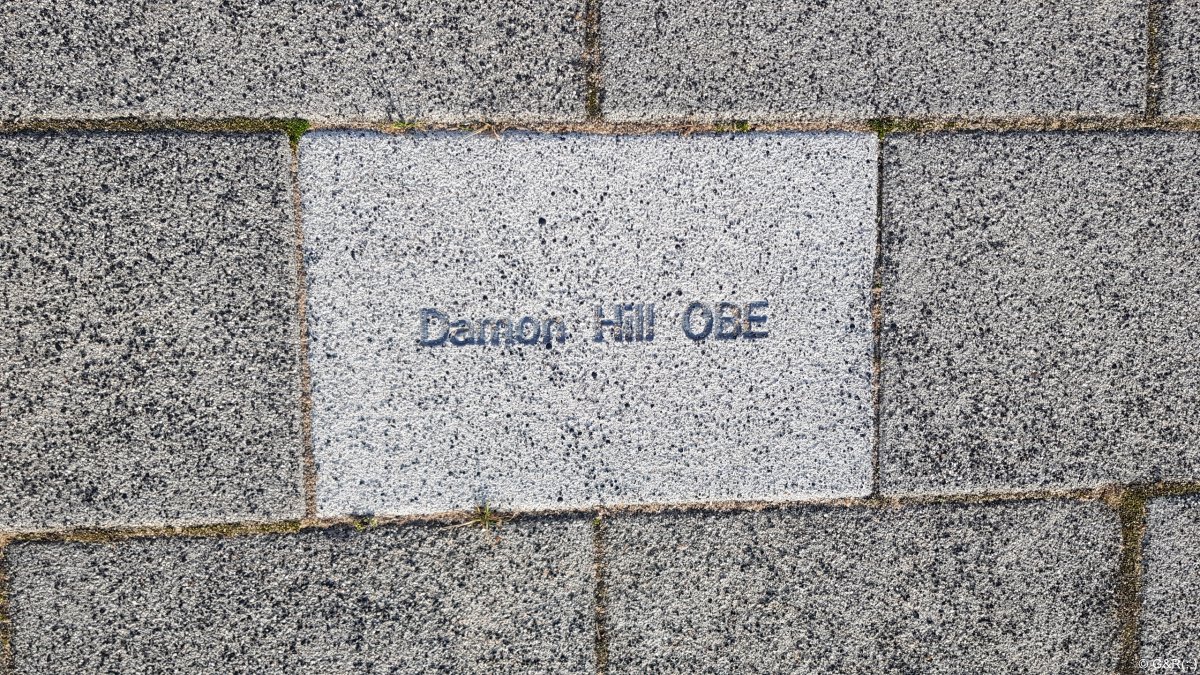 Damon Hill OBE
© G&R(-)